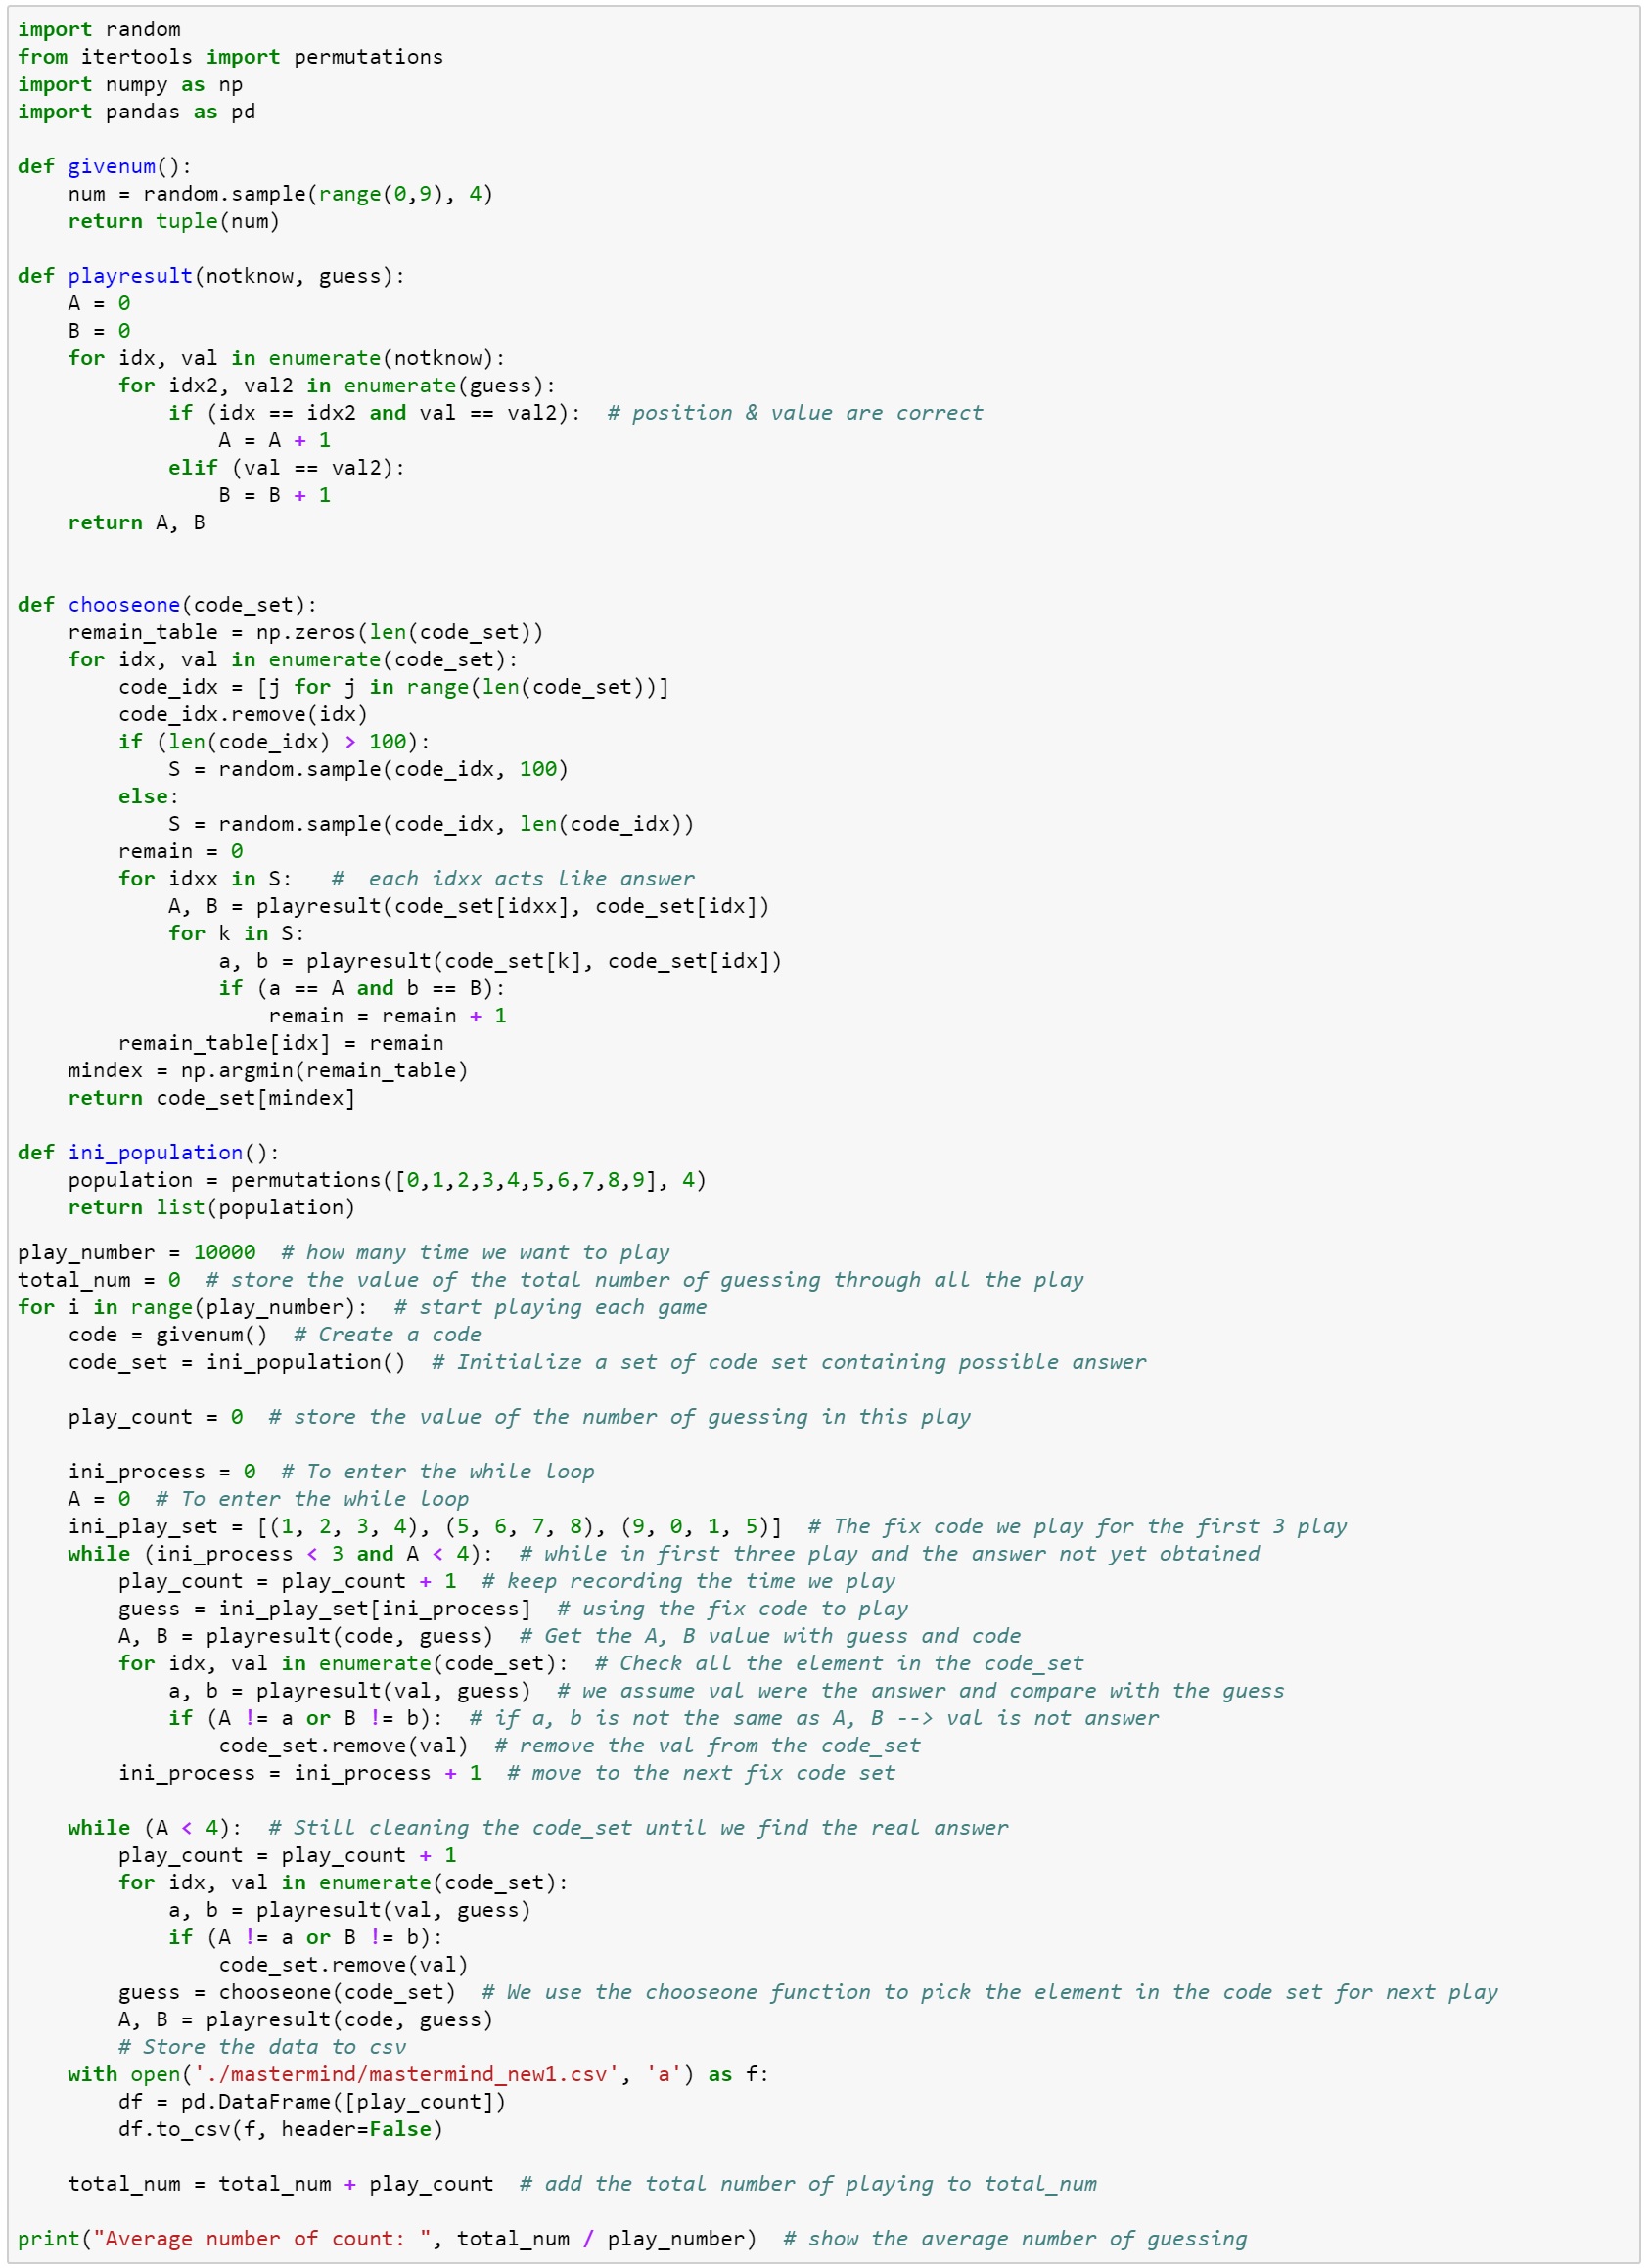 import random
from itertools import permutations
import numpy as np
import pandas as pd

def givenum():
    num = random.sample(range(0,9), 4)
    return tuple(num)

def playresult(notknow, guess):
    A = 0
    B = 0
    for idx, val in enumerate(notknow):
        for idx2, val2 in enumerate(guess):
            if (idx == idx2 and val == val2):  # position & value are correct
                A = A + 1
            elif (val == val2):
                B = B + 1
    return A, B


def chooseone(code_set):
    remain_table = np.zeros(len(code_set))
    for idx, val in enumerate(code_set):
        code_idx = [j for j in range(len(code_set))]
        code_idx.remove(idx)
        if (len(code_idx) > 100):
            S = random.sample(code_idx, 100)
        else:
            S = random.sample(code_idx, len(code_idx))
        remain = 0
        for idxx in S:   #  each idxx acts like answer
            A, B = playresult(code_set[idxx], code_set[idx])
            for k in S:
                a, b = playresult(code_set[k], code_set[idx])
                if (a == A and b == B):
                    remain = remain + 1
        remain_table[idx] = remain
    mindex = np.argmin(remain_table)
    return code_set[mindex]

def ini_population():
    population = permutations([0,1,2,3,4,5,6,7,8,9], 4)
    return list(population)
play_number = 10000  # how many time we want to play
total_num = 0  # store the value of the total number of guessing through all the play
for i in range(play_number):  # start playing each game
    code = givenum()  # Create a code
    code_set = ini_population()  # Initialize a set of code set containing possible answer

    play_count = 0  # store the value of the number of guessing in this play

    ini_process = 0  # To enter the while loop
    A = 0  # To enter the while loop
    ini_play_set = [(1, 2, 3, 4), (5, 6, 7, 8), (9, 0, 1, 5)]  # The fix code we play for the first 3 play
    while (ini_process < 3 and A < 4):  # while in first three play and the answer not yet obtained
        play_count = play_count + 1  # keep recording the time we play
        guess = ini_play_set[ini_process]  # using the fix code to play
        A, B = playresult(code, guess)  # Get the A, B value with guess and code
        for idx, val in enumerate(code_set):  # Check all the element in the code_set
            a, b = playresult(val, guess)  # we assume val were the answer and compare with the guess
            if (A != a or B != b):  # if a, b is not the same as A, B --> val is not answer
                code_set.remove(val)  # remove the val from the code_set
        ini_process = ini_process + 1  # move to the next fix code set

    while (A < 4):  # Still cleaning the code_set until we find the real answer
        play_count = play_count + 1
        for idx, val in enumerate(code_set):
            a, b = playresult(val, guess)
            if (A != a or B != b):
                code_set.remove(val)
        guess = chooseone(code_set)  # We use the chooseone function to pick the element in the code set for next play
        A, B = playresult(code, guess)
        # Store the data to csv
    with open('./mastermind/mastermind_new1.csv', 'a') as f:
        df = pd.DataFrame([play_count])
        df.to_csv(f, header=False)

    total_num = total_num + play_count  # add the total number of playing to total_num

print("Average number of count: ", total_num / play_number)  # show the average number of guessing